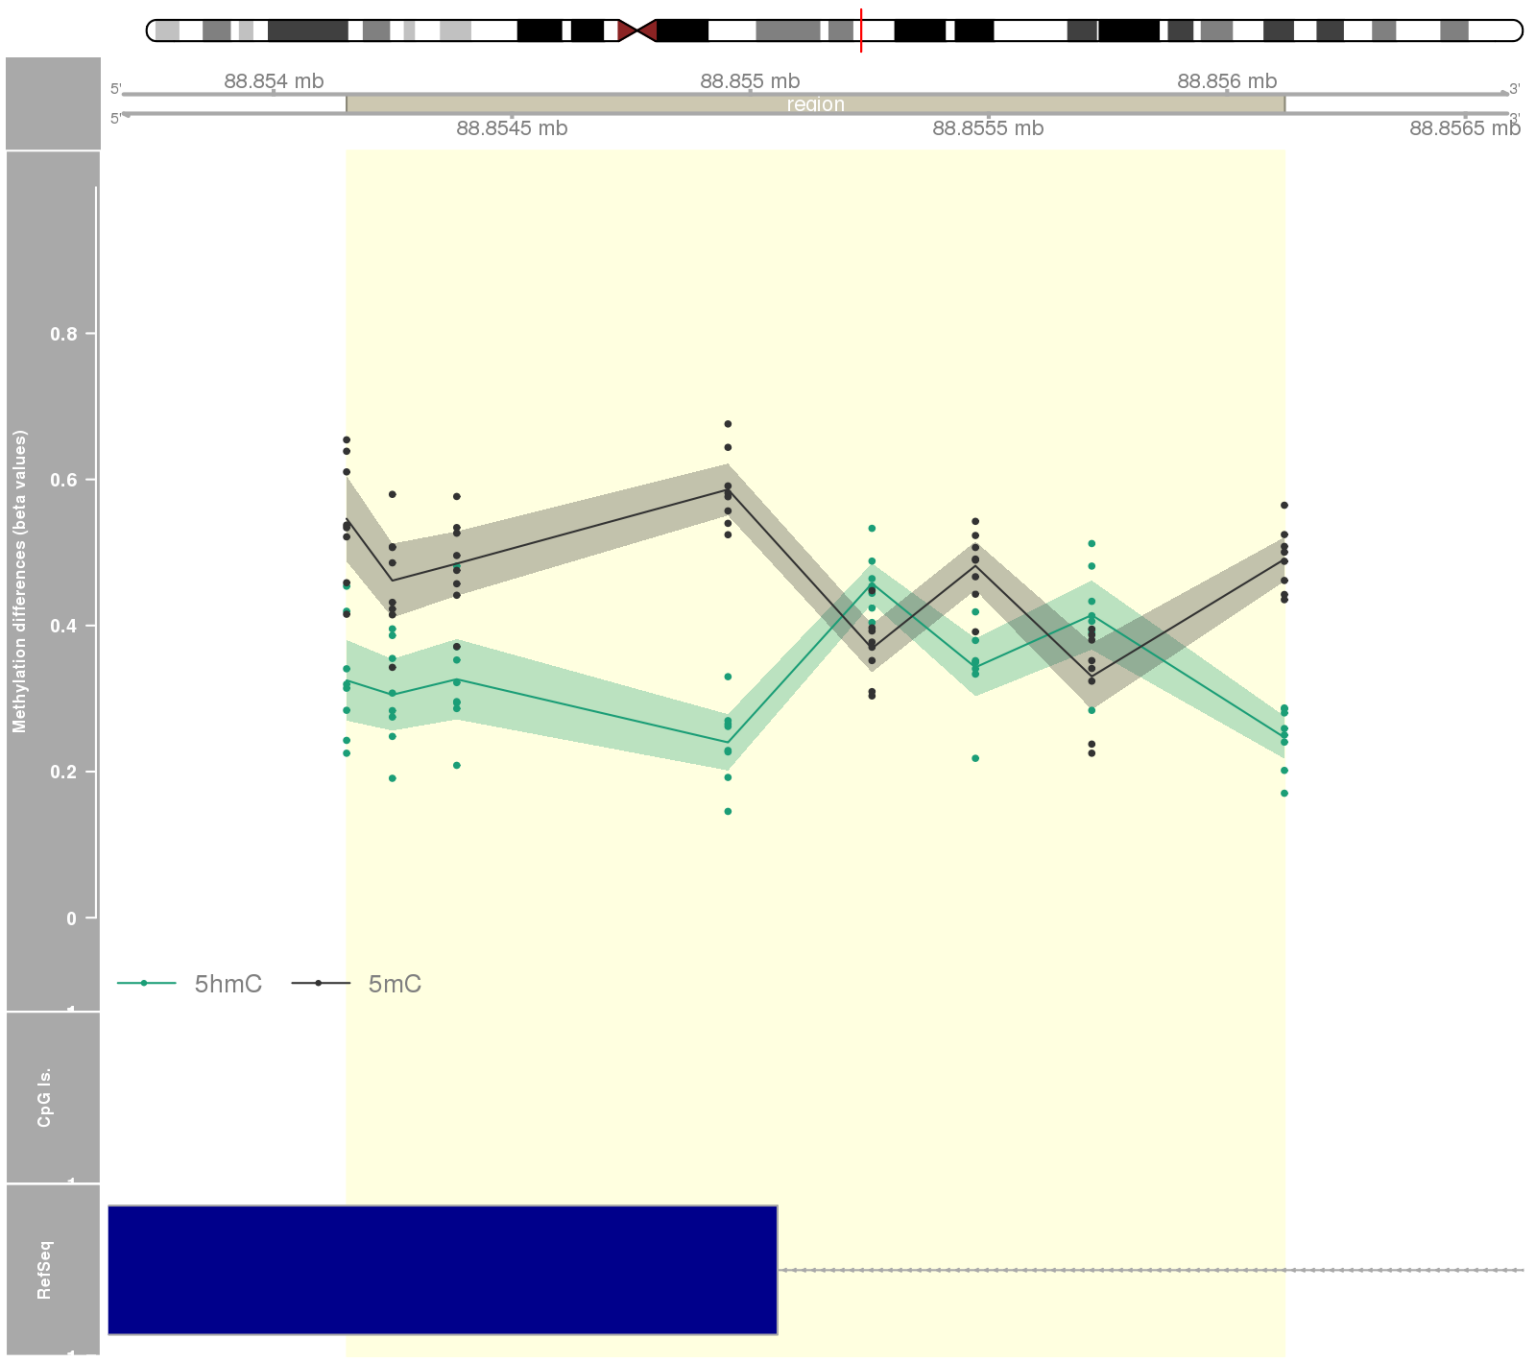 88.854 mb 88.855 mb 88.856 mb
5' 3'
region
5' 3'
88.8545 mb 88.8555 mb 88.8565 mb
Methylation differences (beta values)
0.8
0.6
0.4
0.2
0
5hmC 5mC
CpG Is.
RefSeq